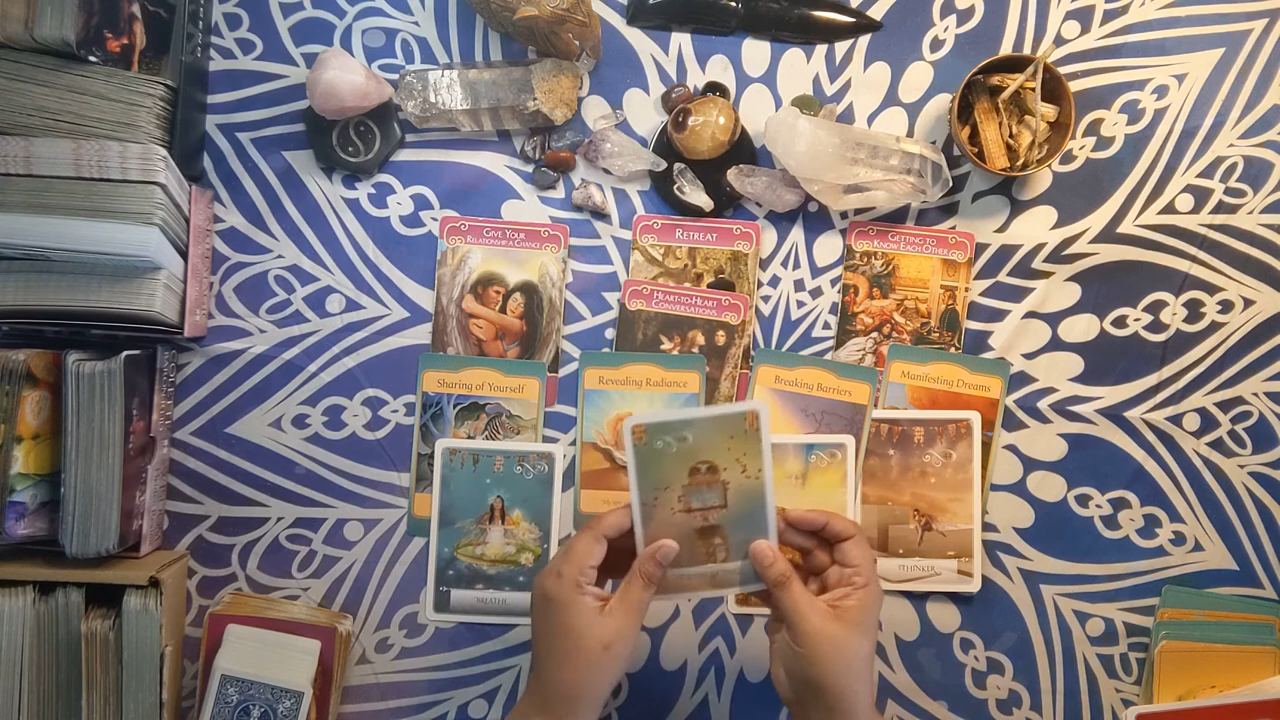 GIVE YOUR
RELATIONSHIP A CHANCE
RETREAT
GETTING TO
KNOW EACH OTHER
HEART-TO-HEART
CONVERSATIONS
Sharing of Yourself
Revealing Radiance
Breaking Barriers
Manifesting Dreams
BREATHE
THINKER